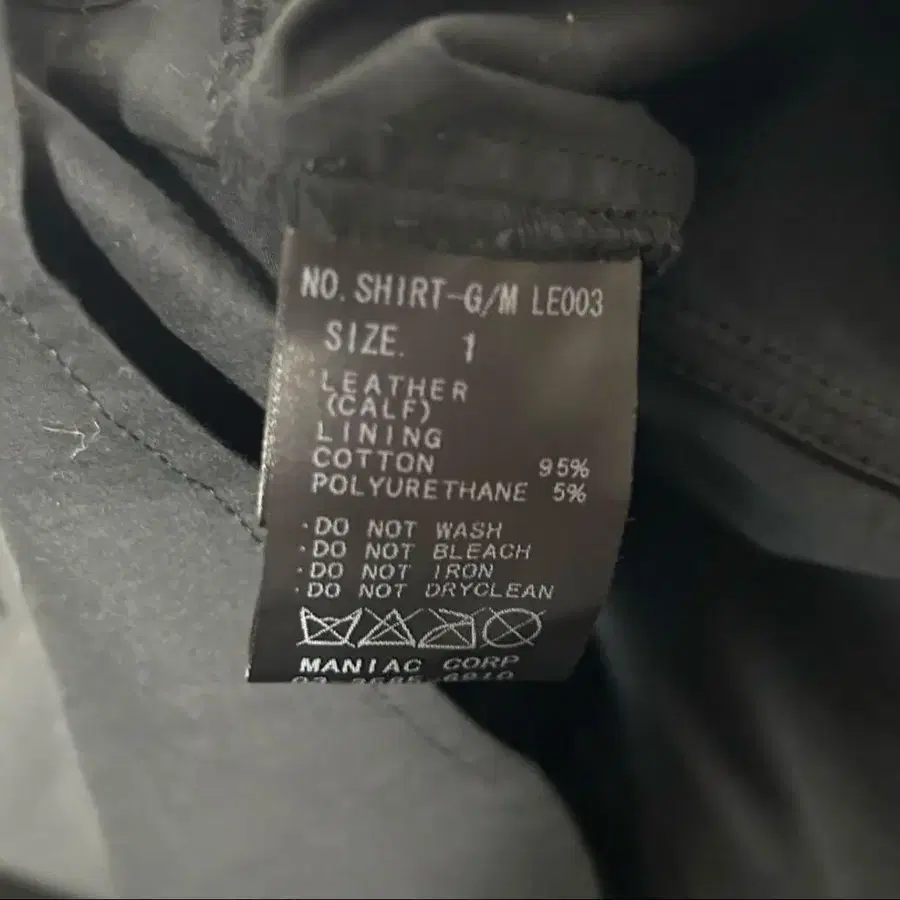 NO. SHIRT-G/M LE003
SIZE. 1
LEATHER
(CALF)
LINING
COTTON 95%
POLYURETHANE 5%
·DO NOT WASH
·DO NOT BLEACH
·DO NOT IRON
·DO NOT DRYCLEAN
MANIAC CORP